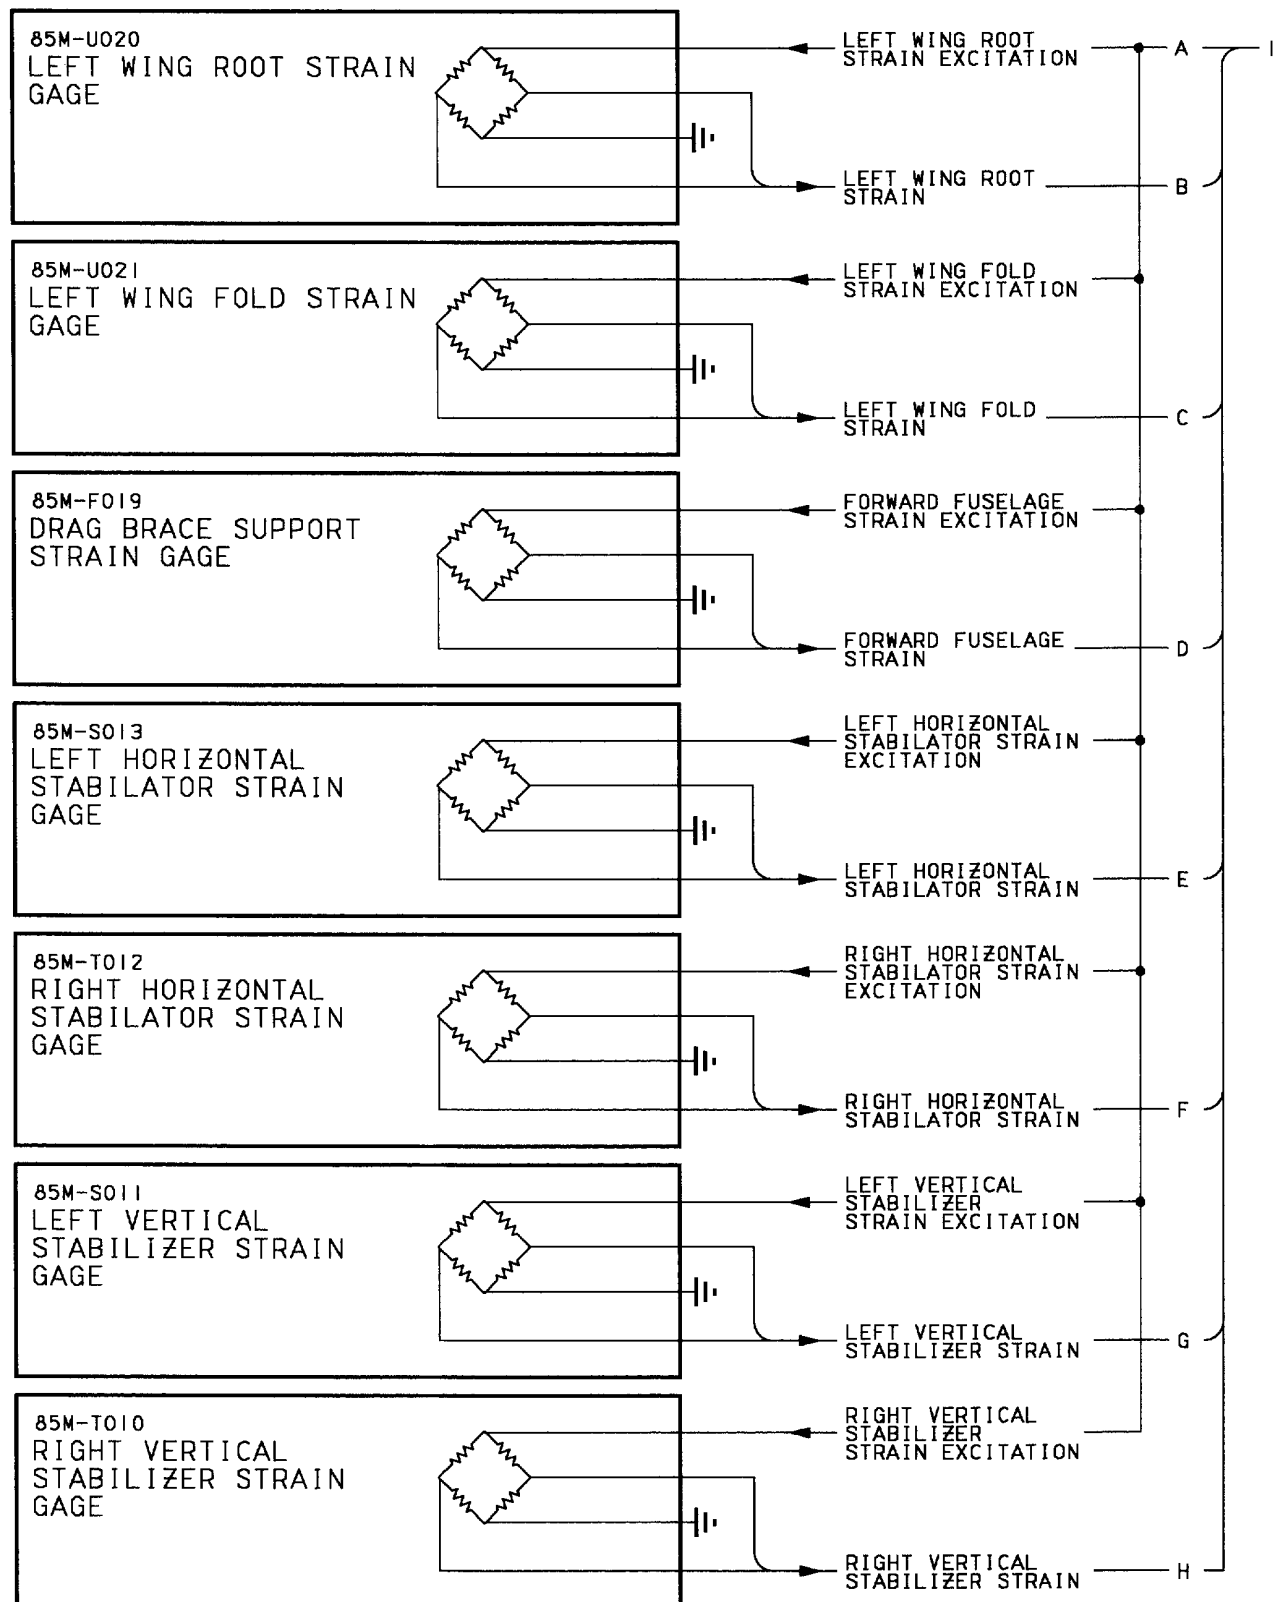 85M-U020
LEFT WING ROOT STRAIN
GAGE
LEFT WING ROOT
STRAIN EXCITATION
A
1
LEFT WING ROOT
STRAIN
B
85M-U021
LEFT WING FOLD STRAIN
GAGE
LEFT WING FOLD
STRAIN EXCITATION
LEFT WING FOLD
STRAIN
C
85M-F019
DRAG BRACE SUPPORT
STRAIN GAGE
FORWARD FUSELAGE
STRAIN EXCITATION
FORWARD FUSELAGE
STRAIN
D
85M-S013
LEFT HORIZONTAL
STABILATOR STRAIN
GAGE
LEFT HORIZONTAL
STABILATOR STRAIN
EXCITATION
LEFT HORIZONTAL
STABILATOR STRAIN
E
85M-T012
RIGHT HORIZONTAL
STABILATOR STRAIN
GAGE
RIGHT HORIZONTAL
STABILATOR STRAIN
EXCITATION
RIGHT HORIZONTAL
STABILATOR STRAIN
F
85M-S011
LEFT VERTICAL
STABILIZER STRAIN
GAGE
LEFT VERTICAL
STABILIZER
STRAIN EXCITATION
LEFT VERTICAL
STABILIZER STRAIN
G
85M-T010
RIGHT VERTICAL
STABILIZER STRAIN
GAGE
RIGHT VERTICAL
STABILIZER
STRAIN EXCITATION
RIGHT VERTICAL
STABILIZER STRAIN
H